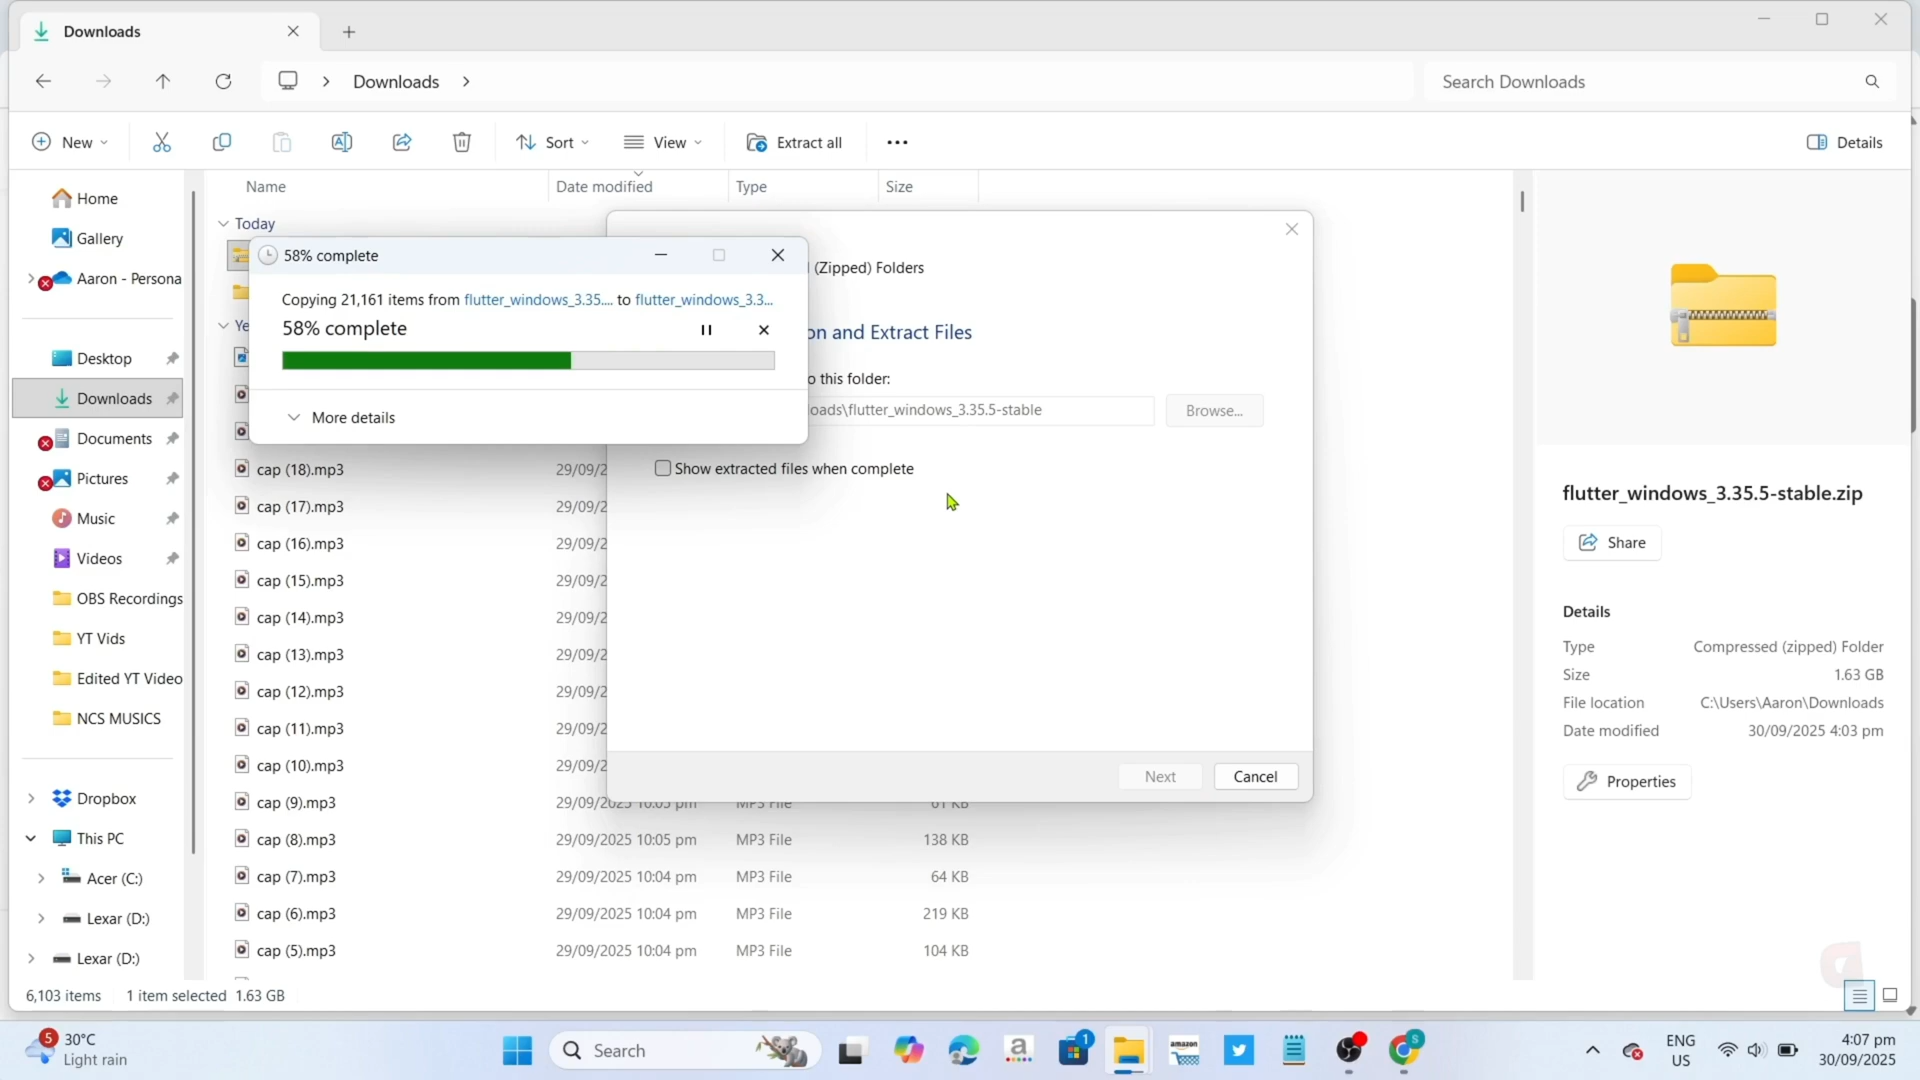 Downloads
Downloads
Search Downloads
New
Sort
View
Extract all
Details
Name
Date modified
Type
Size
Home
Gallery
Aaron - Persona
Desktop
Downloads
Documents
Pictures
Music
Videos
OBS Recordings
YT Vids
Edited YT Video
NCS MUSICS
Dropbox
This PC
Acer (C:)
Lexar (D:)
Lexar (D:)
Today
Ye
58% complete
Copying 21,161 items from flutter_windows_3.35.... to flutter_windows_3.3...
58% complete
More details
(Zipped) Folders
on and Extract Files
o this folder:
oads\flutter_windows_3.35.5-stable
Browse...
Show extracted files when complete
Next
Cancel
cap (18).mp3 29/09/2
cap (17).mp3 29/09/2
cap (16).mp3 29/09/2
cap (15).mp3 29/09/2
cap (14).mp3 29/09/2
cap (13).mp3 29/09/2
cap (12).mp3 29/09/2
cap (11).mp3 29/09/2
cap (10).mp3 29/09/2
cap (9).mp3 29/09/2025 10:05 pm MP3 File 61 KB
cap (8).mp3 29/09/2025 10:05 pm MP3 File 138 KB
cap (7).mp3 29/09/2025 10:04 pm MP3 File 64 KB
cap (6).mp3 29/09/2025 10:04 pm MP3 File 219 KB
cap (5).mp3 29/09/2025 10:04 pm MP3 File 104 KB
flutter_windows_3.35.5-stable.zip
Share
Details
Type Compressed (zipped) Folder
Size 1.63 GB
File location C:\Users\Aaron\Downloads
Date modified 30/09/2025 4:03 pm
Properties
6,103 items 1 item selected 1.63 GB
5
30°C
Light rain
Search
a
1
amazon
S
ENG
US
4:07 pm
30/09/2025